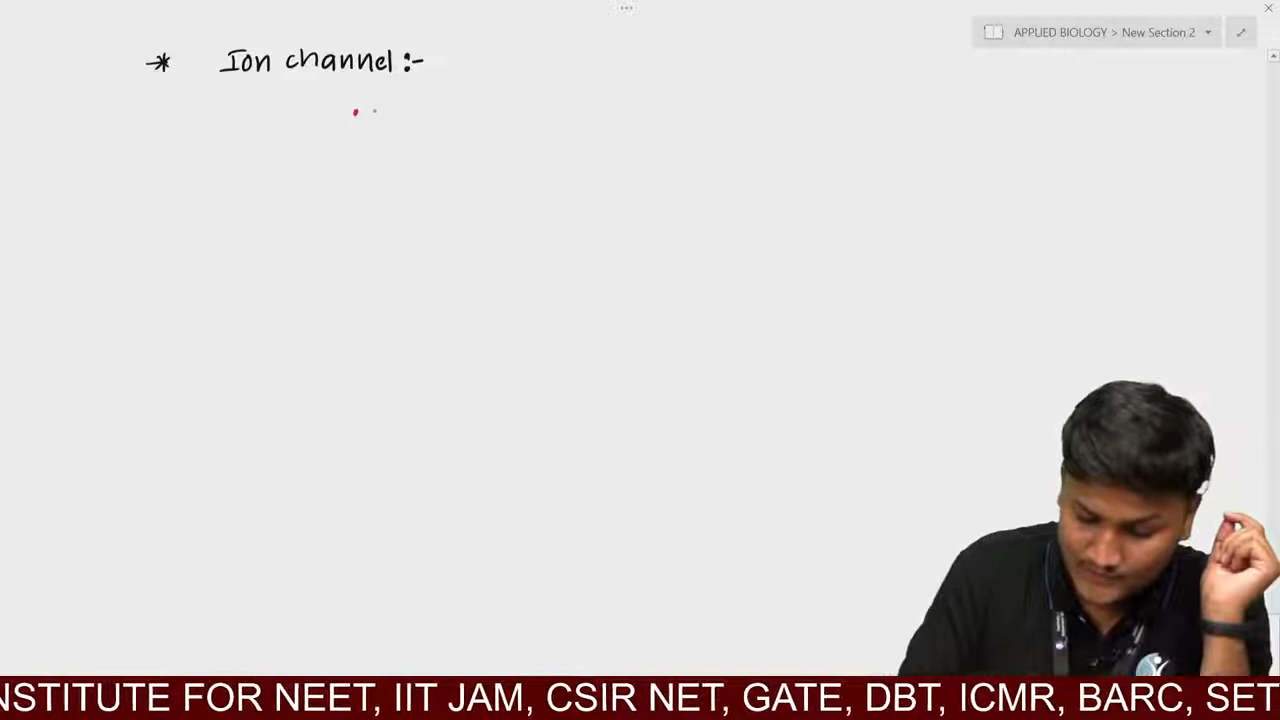 APPLIED BIOLOGY > New Section 2
* Ion channel :-
NSTITUTE FOR NEET, IIT JAM, CSIR NET, GATE, DBT, ICMR, BARC, SET